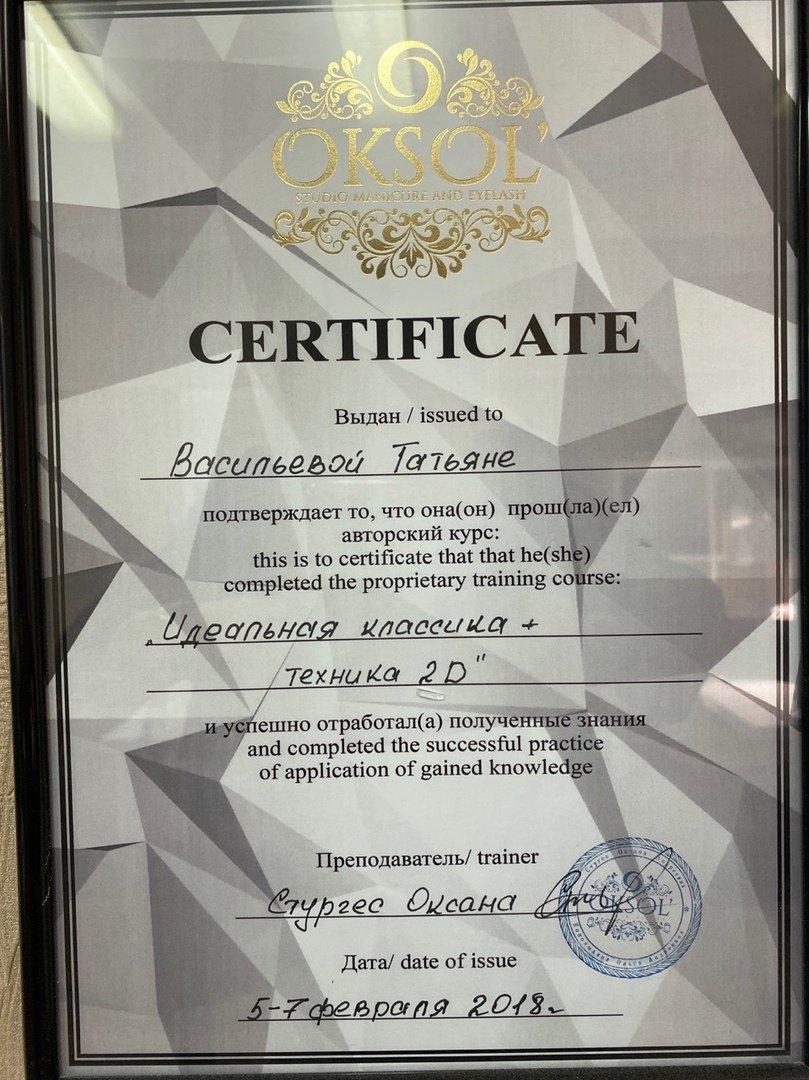 OKSOL'
STUDIO MANICURE AND EYELASH
CERTIFICATE
Выдан / issued to
Васильевой Татьяне
подтверждает то, что она(он) прош(ла)(ел)
авторский курс:
this is to certificate that that he(she)
completed the proprietary training course:
„Идеальная классика +
техника 2D"
и успешно отработал(а) полученные знания
and completed the successful practice
of application of gained knowledge
Преподаватель/ trainer
Стургес Оксана
OKSOL'
Дата/ date of issue
5-7 февраля 2018г